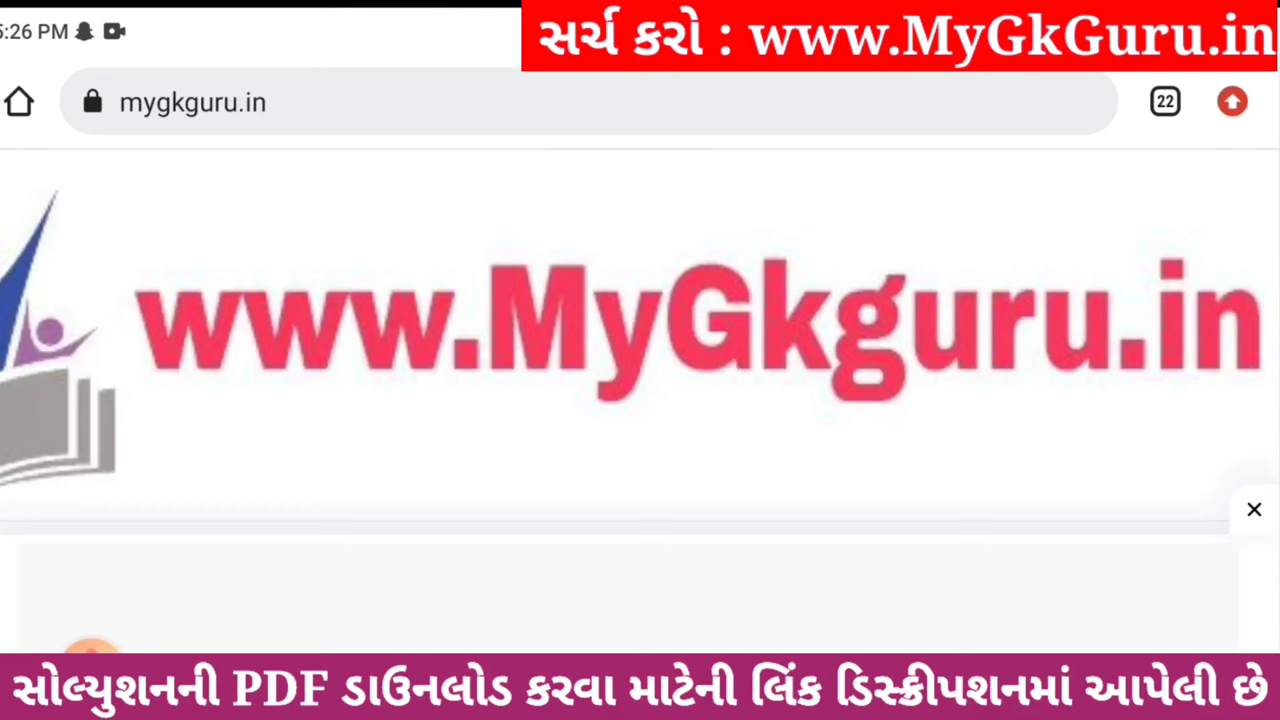 5:26 PM
સર્ચ કરો : www.MyGkGuru.in
mygkguru.in
22
www.MyGkguru.in
સોલ્યુશનની PDF ડાઉનલોડ કરવા માટેની લિંક ડિસ્ક્રીપશનમાં આપેલી છે